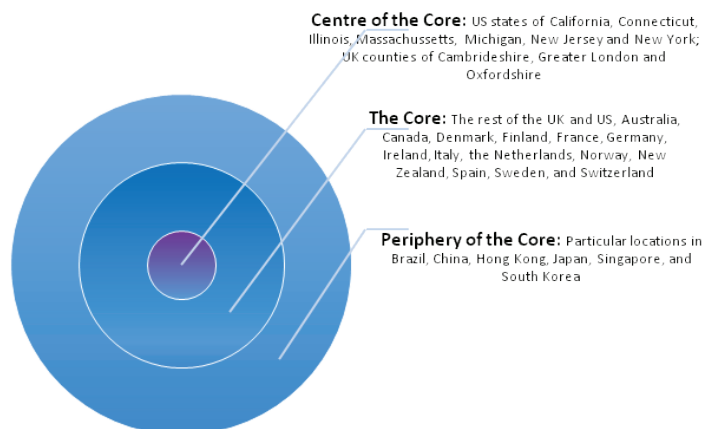 Centre of the Core: US states of California, Connecticut,
Illinois, Massachussetts, Michigan, New Jersey and New York;
UK counties of Cambrideshire, Greater London and
Oxfordshire
The Core: The rest of the UK and US, Australia,
Canada, Denmark, Finland, France, Germany,
Ireland, Italy, the Netherlands, Norway, New
Zealand, Spain, Sweden, and Switzerland
Periphery of the Core: Particular locations in
Brazil, China, Hong Kong, Japan, Singapore, and
South Korea